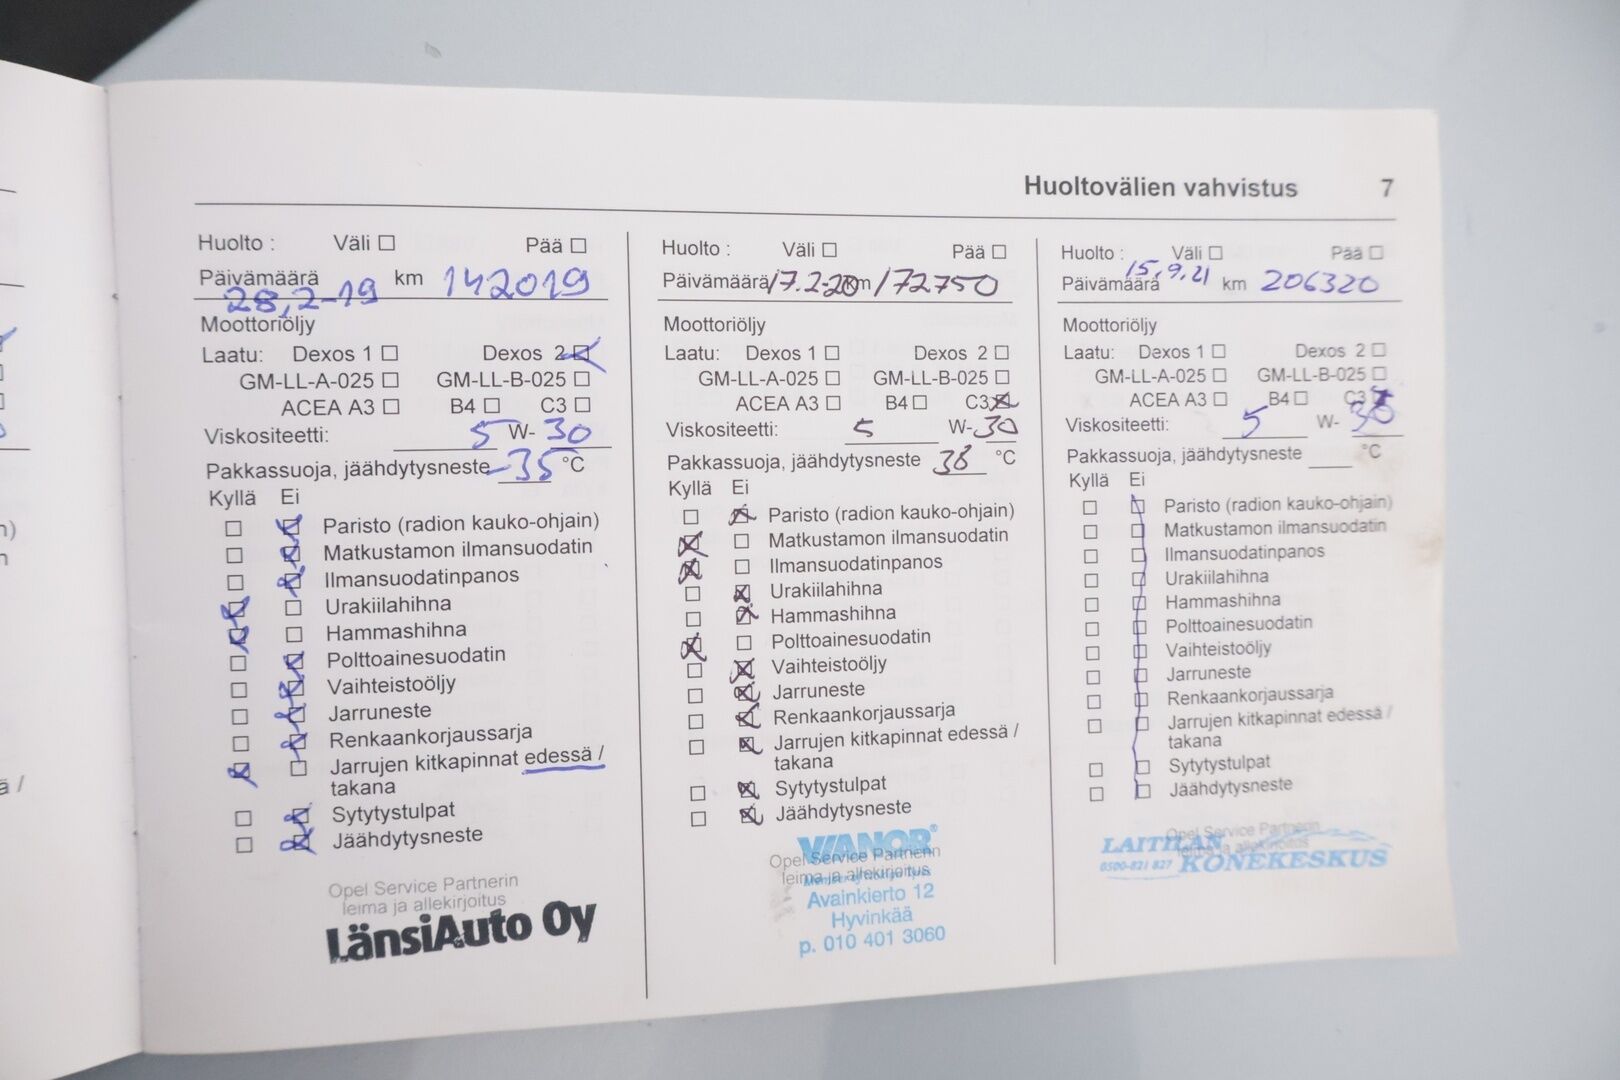 Huoltovälien vahvistus 7
Huolto : Väli ☐ Pää ☐
Päivämäärä 28,2-19 km 142019
Moottoriöljy
Laatu: Dexos 1 ☐ Dexos 2 ☒
GM-LL-A-025 ☐ GM-LL-B-025 ☐
ACEA A3 ☐ B4 ☐ C3 ☐
Viskositeetti: 5 W- 30
Pakkassuoja, jäähdytysneste -35 °C
Kyllä Ei
☐ ☒ Paristo (radion kauko-ohjain)
☐ ☒ Matkustamon ilmansuodatin
☐ ☒ Ilmansuodatinpanos
☒ ☐ Urakiilahihna
☒ ☐ Hammashihna
☐ ☒ Polttoainesuodatin
☐ ☒ Vaihteistoöljy
☐ ☒ Jarruneste
☐ ☒ Renkaankorjaussarja
☒ ☐ Jarrujen kitkapinnat edessä /
takana
☐ ☒ Sytytystulpat
☐ ☒ Jäähdytysneste
Opel Service Partnerin
leima ja allekirjoitus
LänsiAuto Oy
Huolto : Väli ☐ Pää ☐
Päivämäärä 17.2-20 km 172750
Moottoriöljy
Laatu: Dexos 1 ☐ Dexos 2 ☐
GM-LL-A-025 ☐ GM-LL-B-025 ☐
ACEA A3 ☐ B4 ☐ C3 ☒
Viskositeetti: 5 W- 30
Pakkassuoja, jäähdytysneste 38 °C
Kyllä Ei
☐ ☒ Paristo (radion kauko-ohjain)
☒ ☐ Matkustamon ilmansuodatin
☒ ☐ Ilmansuodatinpanos
☐ ☒ Urakiilahihna
☐ ☒ Hammashihna
☒ ☐ Polttoainesuodatin
☐ ☒ Vaihteistoöljy
☐ ☒ Jarruneste
☐ ☒ Renkaankorjaussarja
☐ ☒ Jarrujen kitkapinnat edessä /
takana
☐ ☒ Sytytystulpat
☐ ☒ Jäähdytysneste
VIANOR®
Opel Service Partnerin
leima ja allekirjoitus
Avainkierto 12
Hyvinkää
p. 010 401 3060
Huolto : Väli ☐ Pää ☐
Päivämäärä 15,9,21 km 206320
Moottoriöljy
Laatu: Dexos 1 ☐ Dexos 2 ☐
GM-LL-A-025 ☐ GM-LL-B-025 ☐
ACEA A3 ☐ B4 ☐ C3 ☒
Viskositeetti: 5 W- 30
Pakkassuoja, jäähdytysneste °C
Kyllä Ei
☐ ☐ Paristo (radion kauko-ohjain)
☐ ☐ Matkustamon ilmansuodatin
☐ ☐ Ilmansuodatinpanos
☐ ☐ Urakiilahihna
☐ ☐ Hammashihna
☐ ☐ Polttoainesuodatin
☐ ☐ Vaihteistoöljy
☐ ☐ Jarruneste
☐ ☐ Renkaankorjaussarja
☐ ☐ Jarrujen kitkapinnat edessä /
takana
☐ ☐ Sytytystulpat
☐ ☐ Jäähdytysneste
Opel Service Partnerin
leima ja allekirjoitus
LAITILAN
0500-821 827 KONEKESKUS